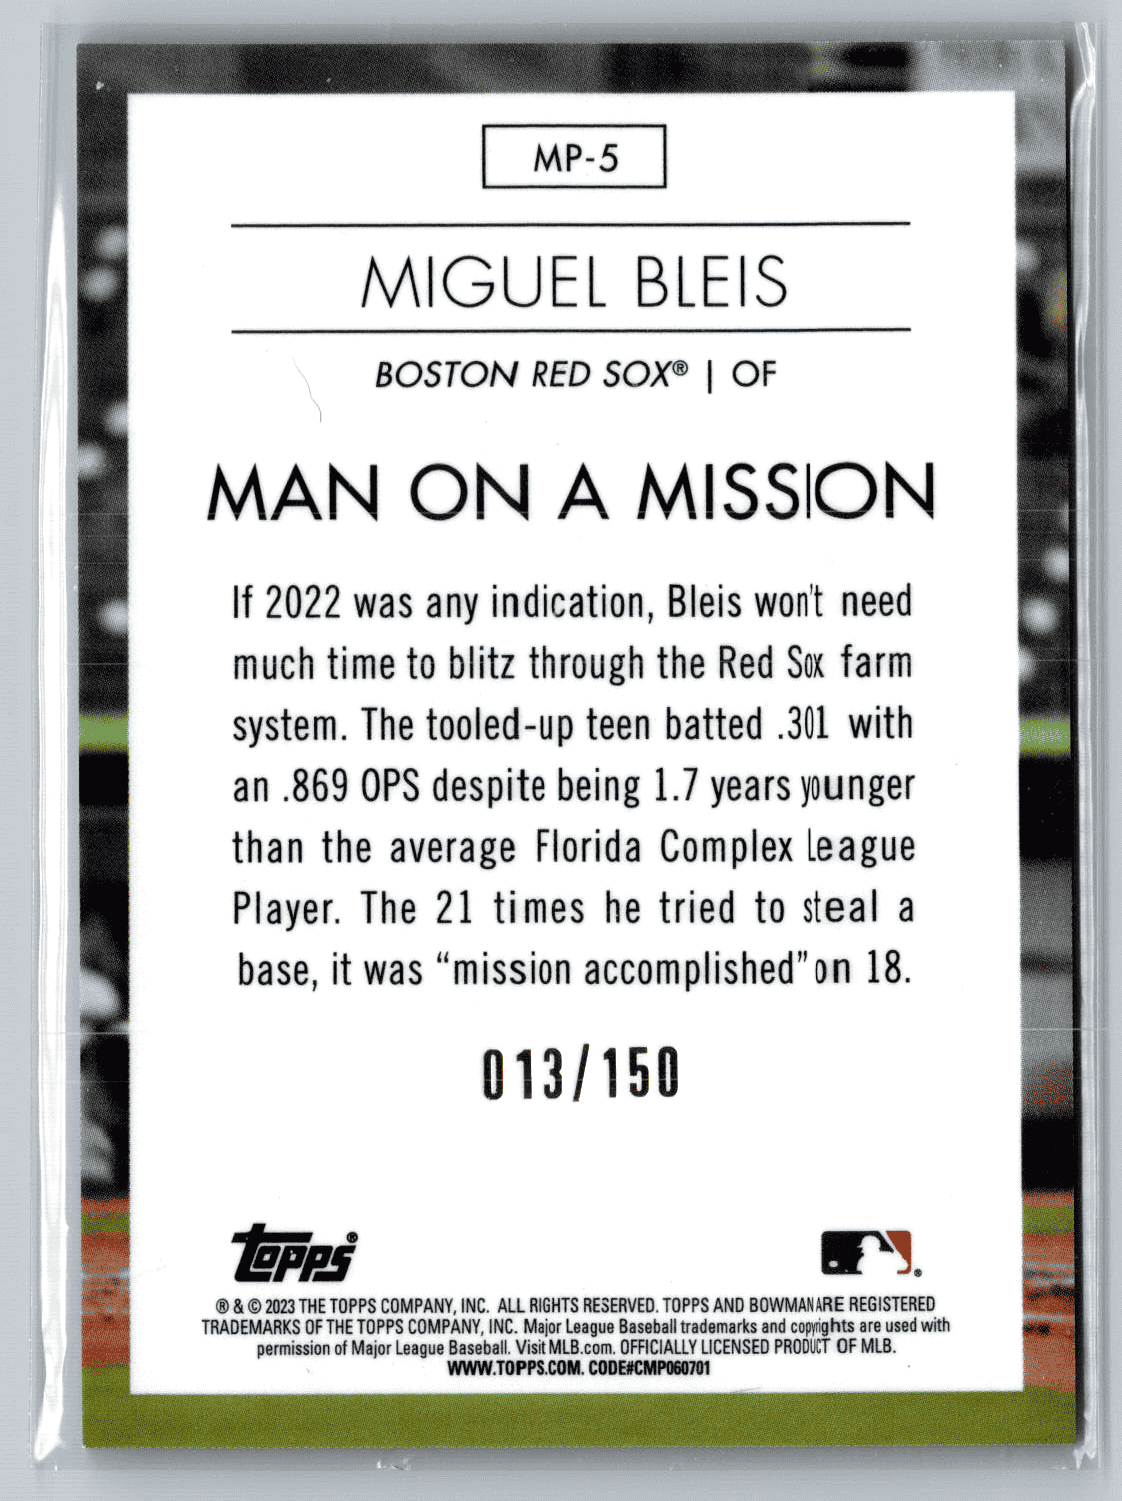 MP-5
MIGUEL BLEIS
BOSTON RED SOX® | OF
MAN ON A MISSION
If 2022 was any indication, Bleis won't need
much time to blitz through the Red Sox farm
system. The tooled-up teen batted .301 with
an .869 OPS despite being 1.7 years younger
than the average Florida Complex League
Player. The 21 times he tried to steal a
base, it was “mission accomplished” on 18.
013/150
topps®
®
® & © 2023 THE TOPPS COMPANY, INC. ALL RIGHTS RESERVED. TOPPS AND BOWMAN ARE REGISTERED
TRADEMARKS OF THE TOPPS COMPANY, INC. Major League Baseball trademarks and copyrights are used with
permission of Major League Baseball. Visit MLB.com. OFFICIALLY LICENSED PRODUCT OF MLB.
WWW.TOPPS.COM. CODE#CMP060701